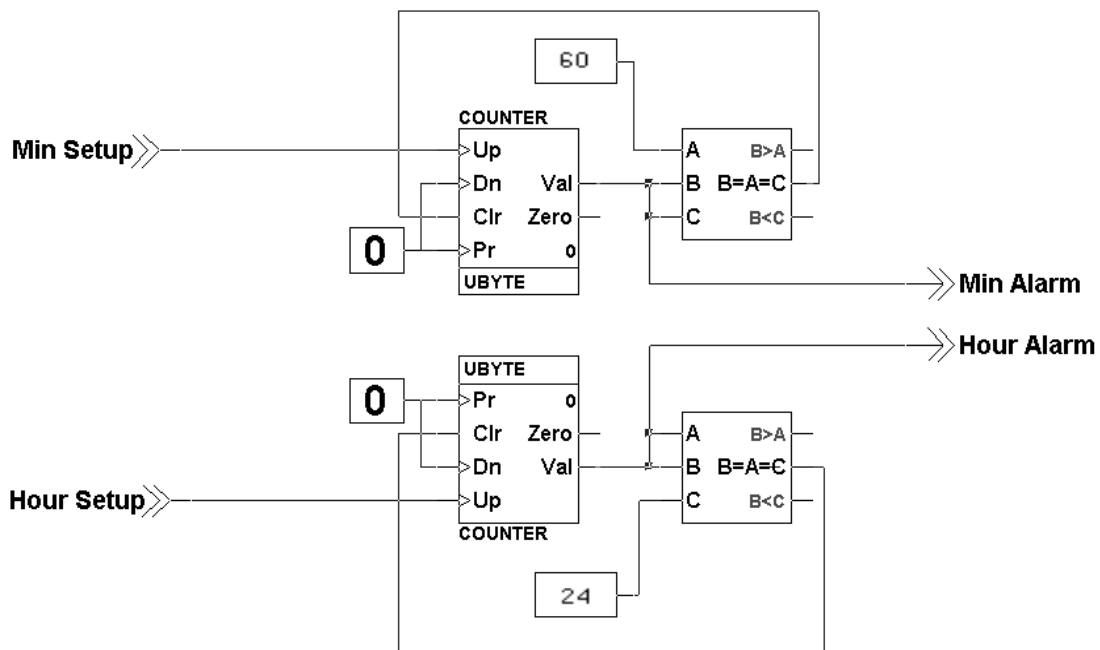 60
COUNTER
Min Setup
Up
Dn
Clr
Pr
Val
Zero
0
UBYTE
0
A
B
C
B>A
B=A=C
B<C
Min Alarm
Hour Alarm
UBYTE
0
Pr
Clr
Dn
Up
0
Zero
Val
COUNTER
Hour Setup
A
B
C
B>A
B=A=C
B<C
24